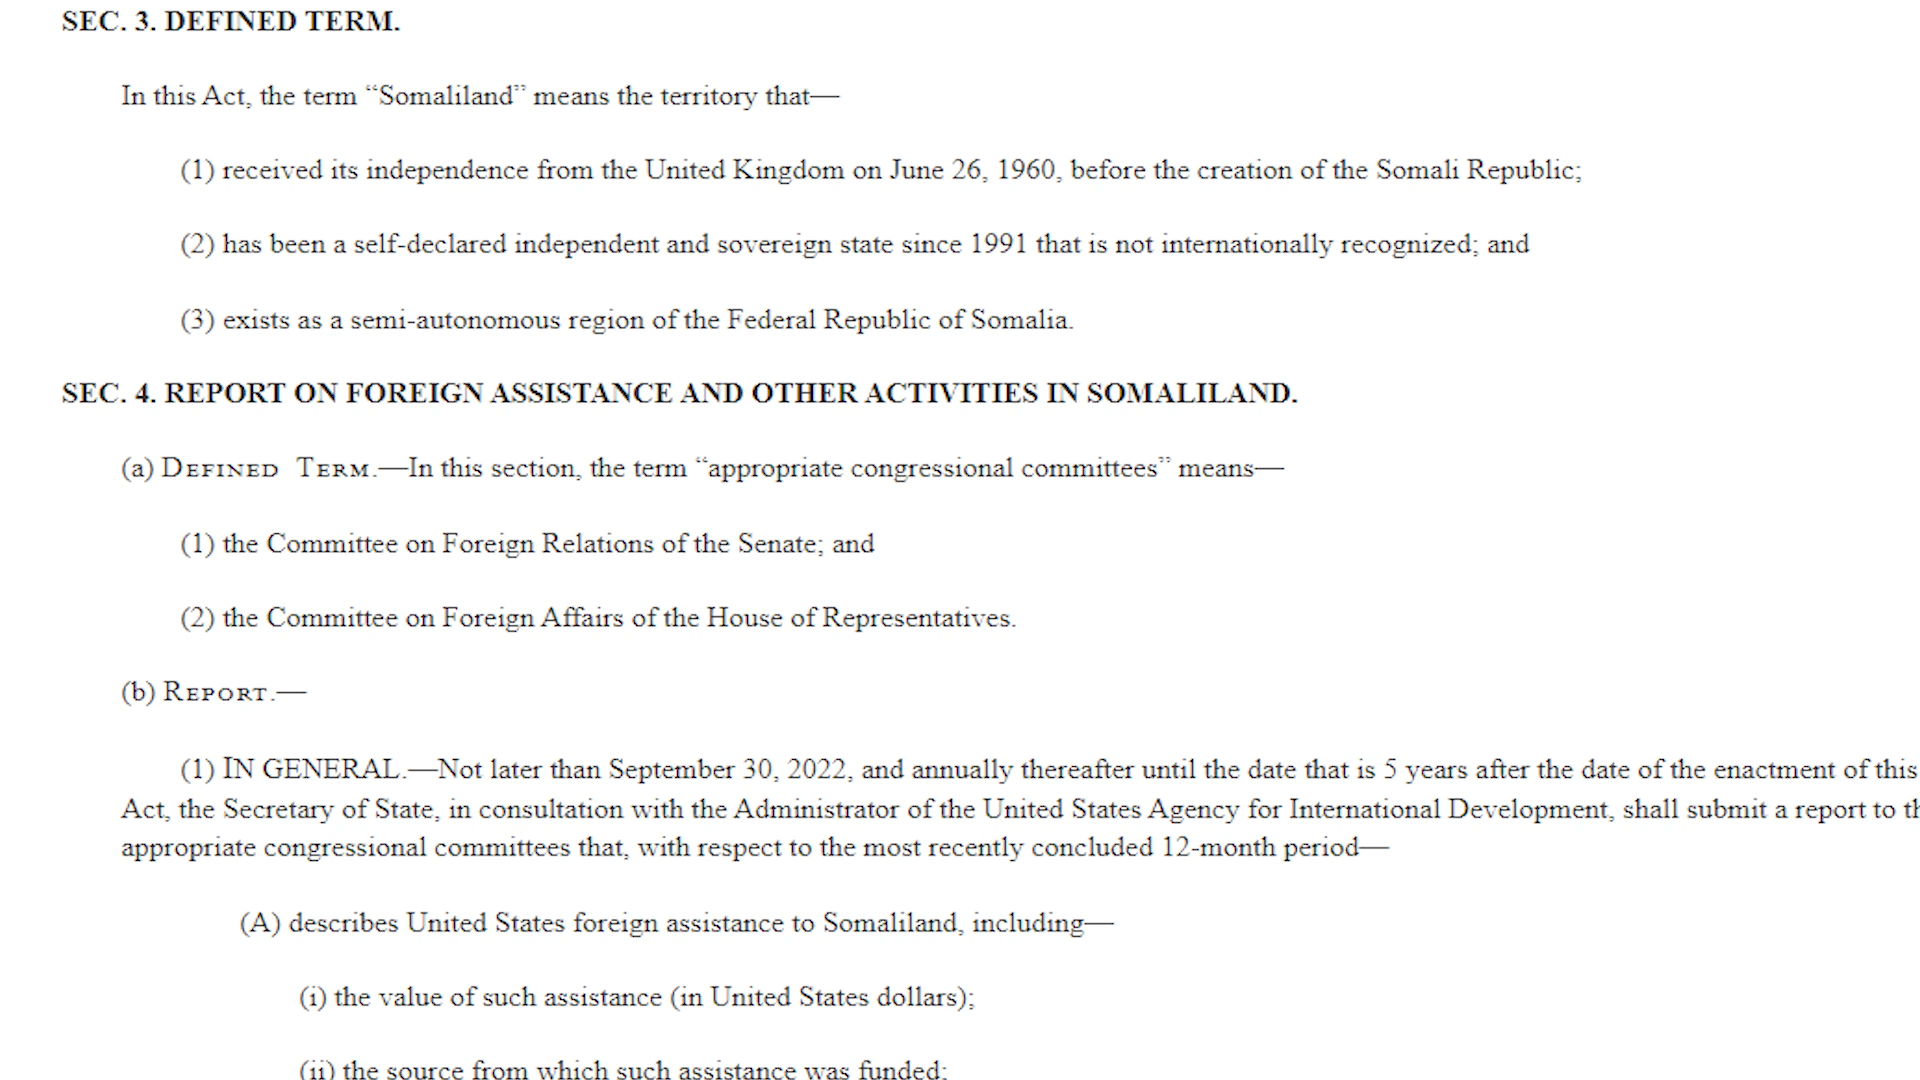 SEC. 3. DEFINED TERM.
In this Act, the term “Somaliland” means the territory that—
(1) received its independence from the United Kingdom on June 26, 1960, before the creation of the Somali Republic;
(2) has been a self-declared independent and sovereign state since 1991 that is not internationally recognized; and
(3) exists as a semi-autonomous region of the Federal Republic of Somalia.
SEC. 4. REPORT ON FOREIGN ASSISTANCE AND OTHER ACTIVITIES IN SOMALILAND.
(a) DEFINED TERM.—In this section, the term “appropriate congressional committees” means—
(1) the Committee on Foreign Relations of the Senate; and
(2) the Committee on Foreign Affairs of the House of Representatives.
(b) REPORT.—
(1) IN GENERAL.—Not later than September 30, 2022, and annually thereafter until the date that is 5 years after the date of the enactment of this
Act, the Secretary of State, in consultation with the Administrator of the United States Agency for International Development, shall submit a report to th
appropriate congressional committees that, with respect to the most recently concluded 12-month period—
(A) describes United States foreign assistance to Somaliland, including—
(i) the value of such assistance (in United States dollars);
(ii) the source from which such assistance was funded;